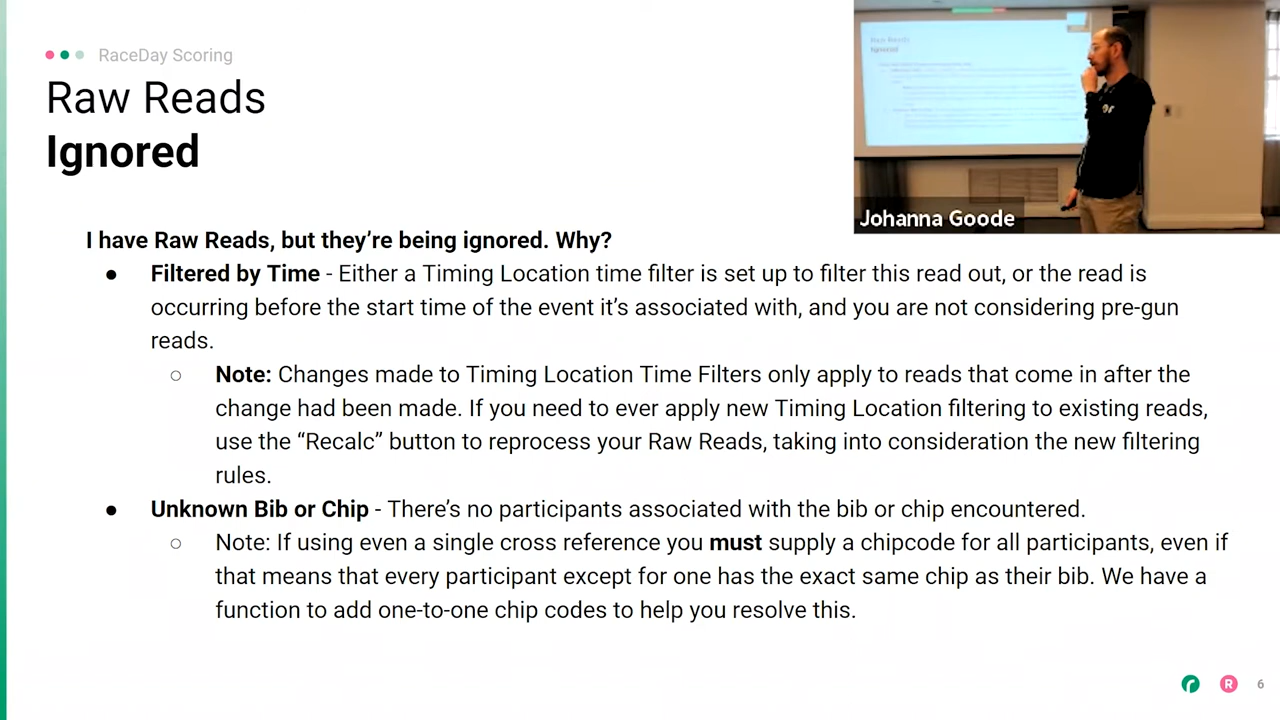 RaceDay Scoring
Raw Reads
Ignored
Johanna Goode
I have Raw Reads, but they’re being ignored. Why?
● Filtered by Time - Either a Timing Location time filter is set up to filter this read out, or the read is
occurring before the start time of the event it’s associated with, and you are not considering pre-gun
reads.
○ Note: Changes made to Timing Location Time Filters only apply to reads that come in after the
change had been made. If you need to ever apply new Timing Location filtering to existing reads,
use the “Recalc” button to reprocess your Raw Reads, taking into consideration the new filtering
rules.
● Unknown Bib or Chip - There’s no participants associated with the bib or chip encountered.
○ Note: If using even a single cross reference you must supply a chipcode for all participants, even if
that means that every participant except for one has the exact same chip as their bib. We have a
function to add one-to-one chip codes to help you resolve this.
R
6